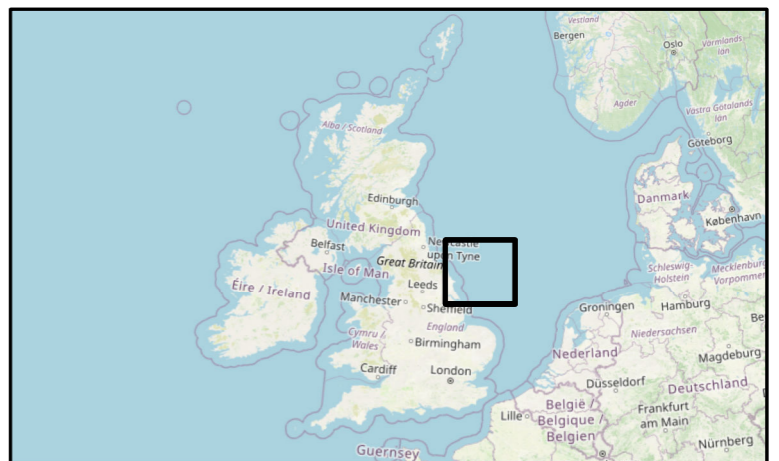 Vestland
Bergen
Oslo
Värmlands
län
Agder
Västra Götalands
län
Göteborg
Alba / Scotland
Danmark
København
Edinburgh
United Kingdom
Belfast
Newcastle
upon Tyne
Isle of Man
Great Britain
Leeds
Éire / Ireland
Manchester
Sheffield
Schleswig-
Holstein
Mecklenburg
Vorpommer
Groningen
Hamburg
England
Cymru /
Wales
Birmingham
Niedersachsen
Be
Nederland
Magdeburg
Cardiff
London
Düsseldorf
Deutschland
België /
Belgique /
Belgien
Lille
Frankfurt
am Main
Nürnberg
Guernsey